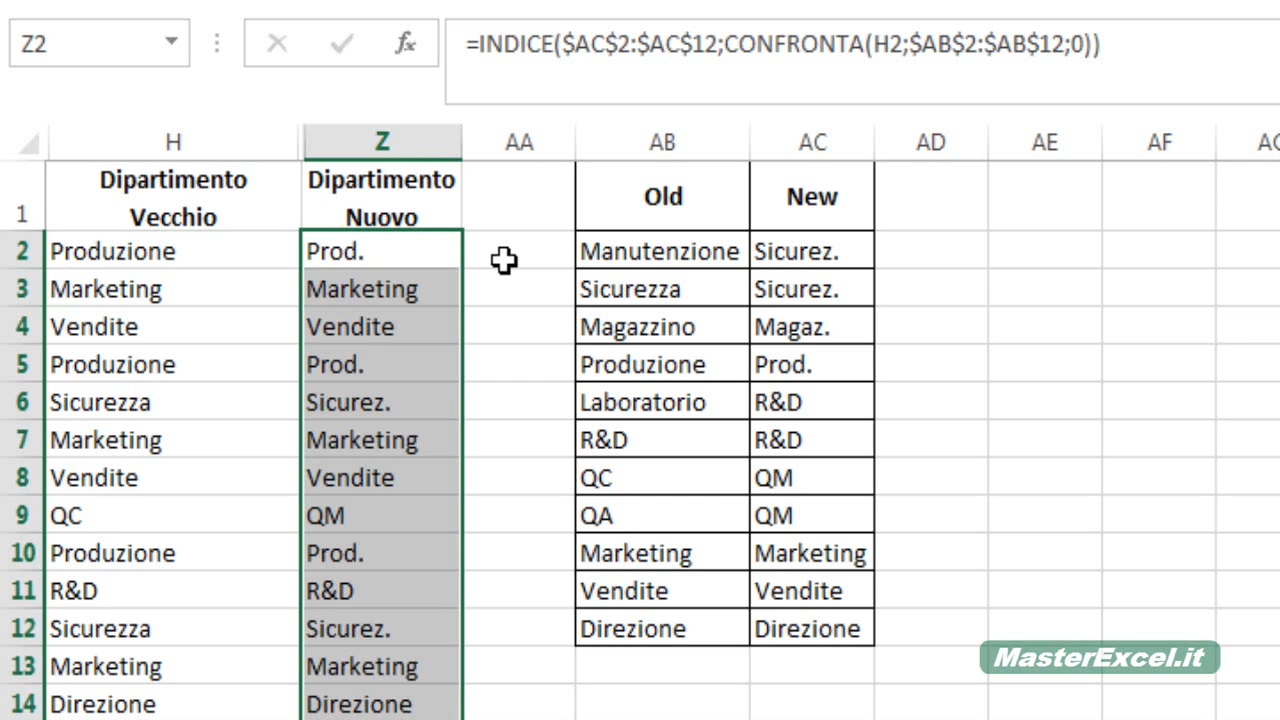 Z2 fx =INDICE($AC$2:$AC$12;CONFRONTA(H2;$AB$2:$AB$12;0))
H Z AA AB AC AD AE AF
1 Dipartimento Vecchio Dipartimento Nuovo Old New
2 Produzione Prod. Manutenzione Sicurez.
3 Marketing Marketing Sicurezza Sicurez.
4 Vendite Vendite Magazzino Magaz.
5 Produzione Prod. Produzione Prod.
6 Sicurezza Sicurez. Laboratorio R&D
7 Marketing Marketing R&D R&D
8 Vendite Vendite QC QM
9 QC QM QA QM
10 Produzione Prod. Marketing Marketing
11 R&D R&D Vendite Vendite
12 Sicurezza Sicurez. Direzione Direzione
13 Marketing Marketing
14 Direzione Direzione
MasterExcel.it